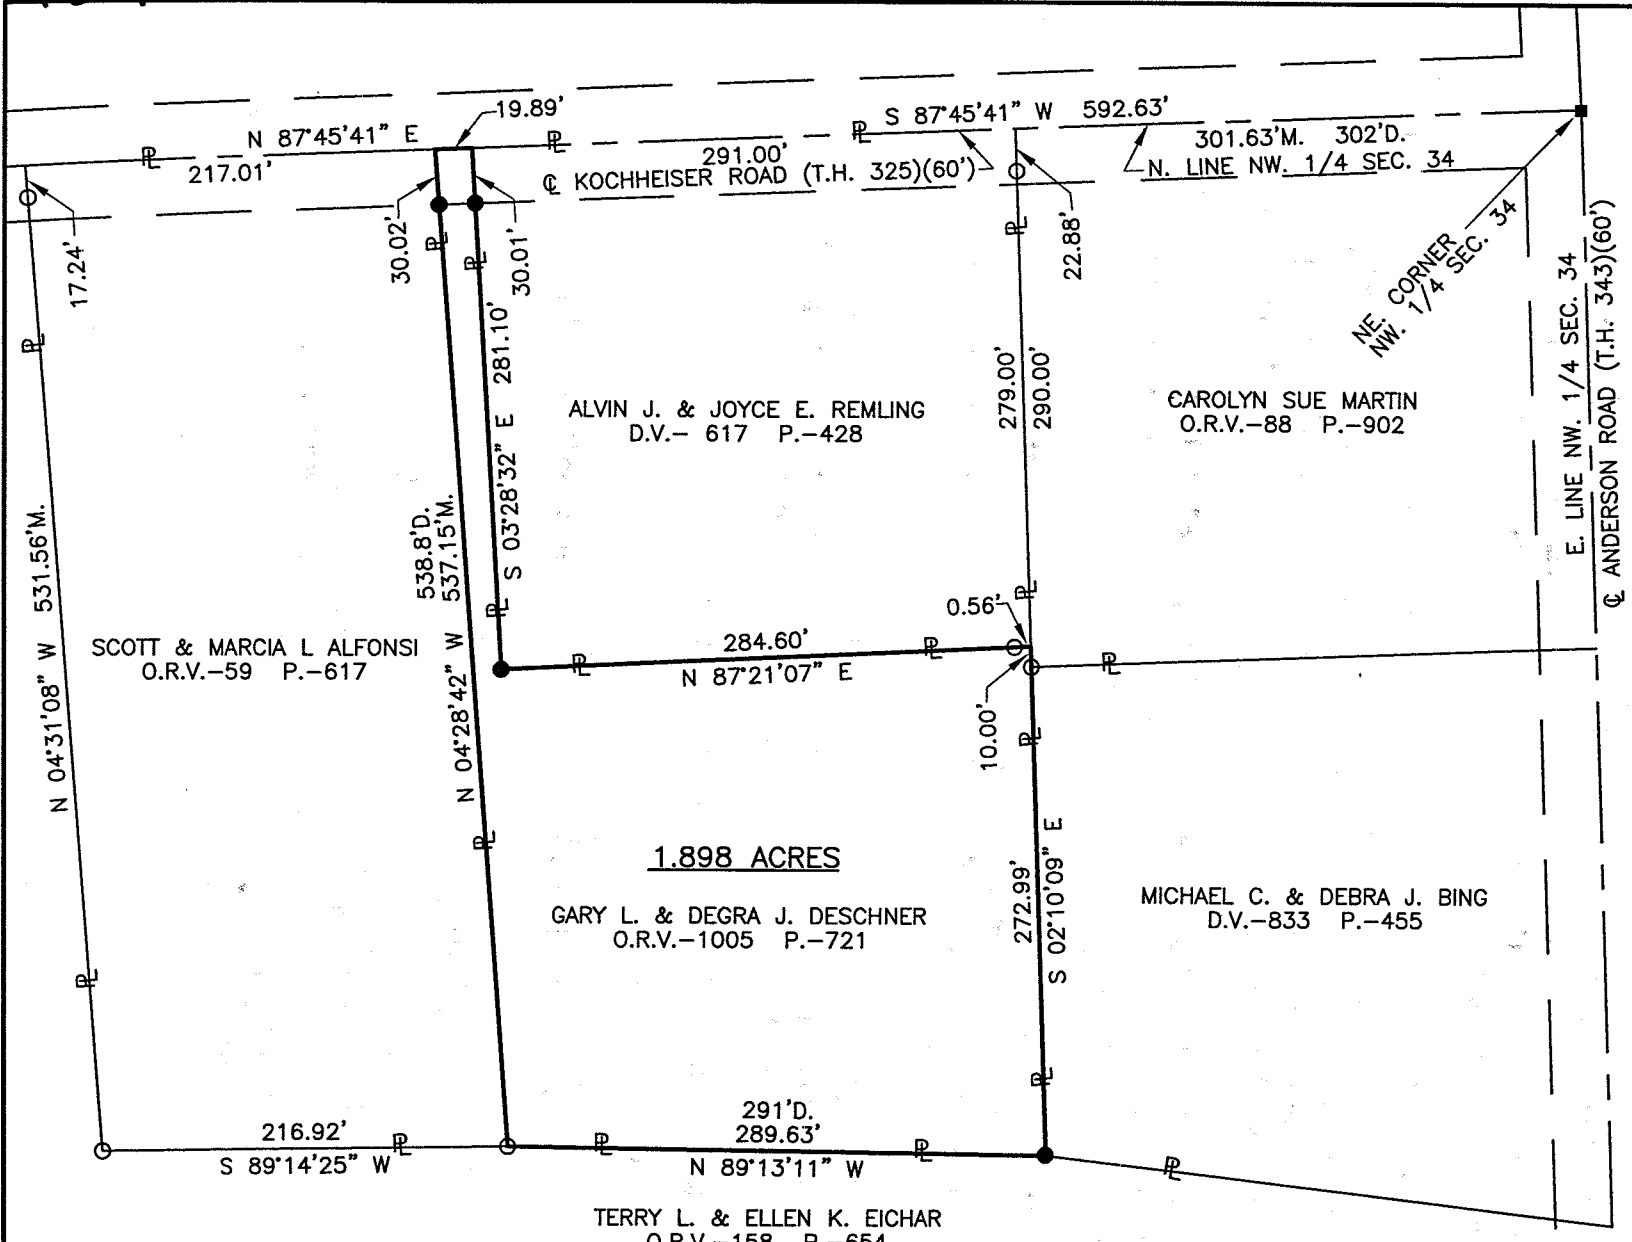 19.89'
N 87°45'41" E
217.01'
S 87°45'41" W 592.63'
301.63'M. 302'D.
291.00'
℄ KOCHHEISER ROAD (T.H. 325)(60')
N. LINE NW. 1/4 SEC. 34
17.24'
30.02'
30.01'
22.88'
NE. CORNER
NW. 1/4 SEC. 34
E. LINE NW. 1/4 SEC. 34
℄ ANDERSON ROAD (T.H. 343)(60')
S 03°28'32" E 281.10'
279.00'
290.00'
ALVIN J. & JOYCE E. REMLING
D.V.- 617 P.-428
CAROLYN SUE MARTIN
O.R.V.-88 P.-902
N 04°31'08" W 531.56'M.
538.8'D.
N 04°28'42" W 537.15'M.
SCOTT & MARCIA L ALFONSI
O.R.V.-59 P.-617
0.56'
284.60'
N 87°21'07" E
10.00'
1.898 ACRES
GARY L. & DEGRA J. DESCHNER
O.R.V.-1005 P.-721
272.99'
S 02°10'09" E
MICHAEL C. & DEBRA J. BING
D.V.-833 P.-455
216.92'
S 89°14'25" W
291'D.
289.63'
N 89°13'11" W
TERRY L. & ELLEN K. EICHAR
O.R.V.-158 P.-654